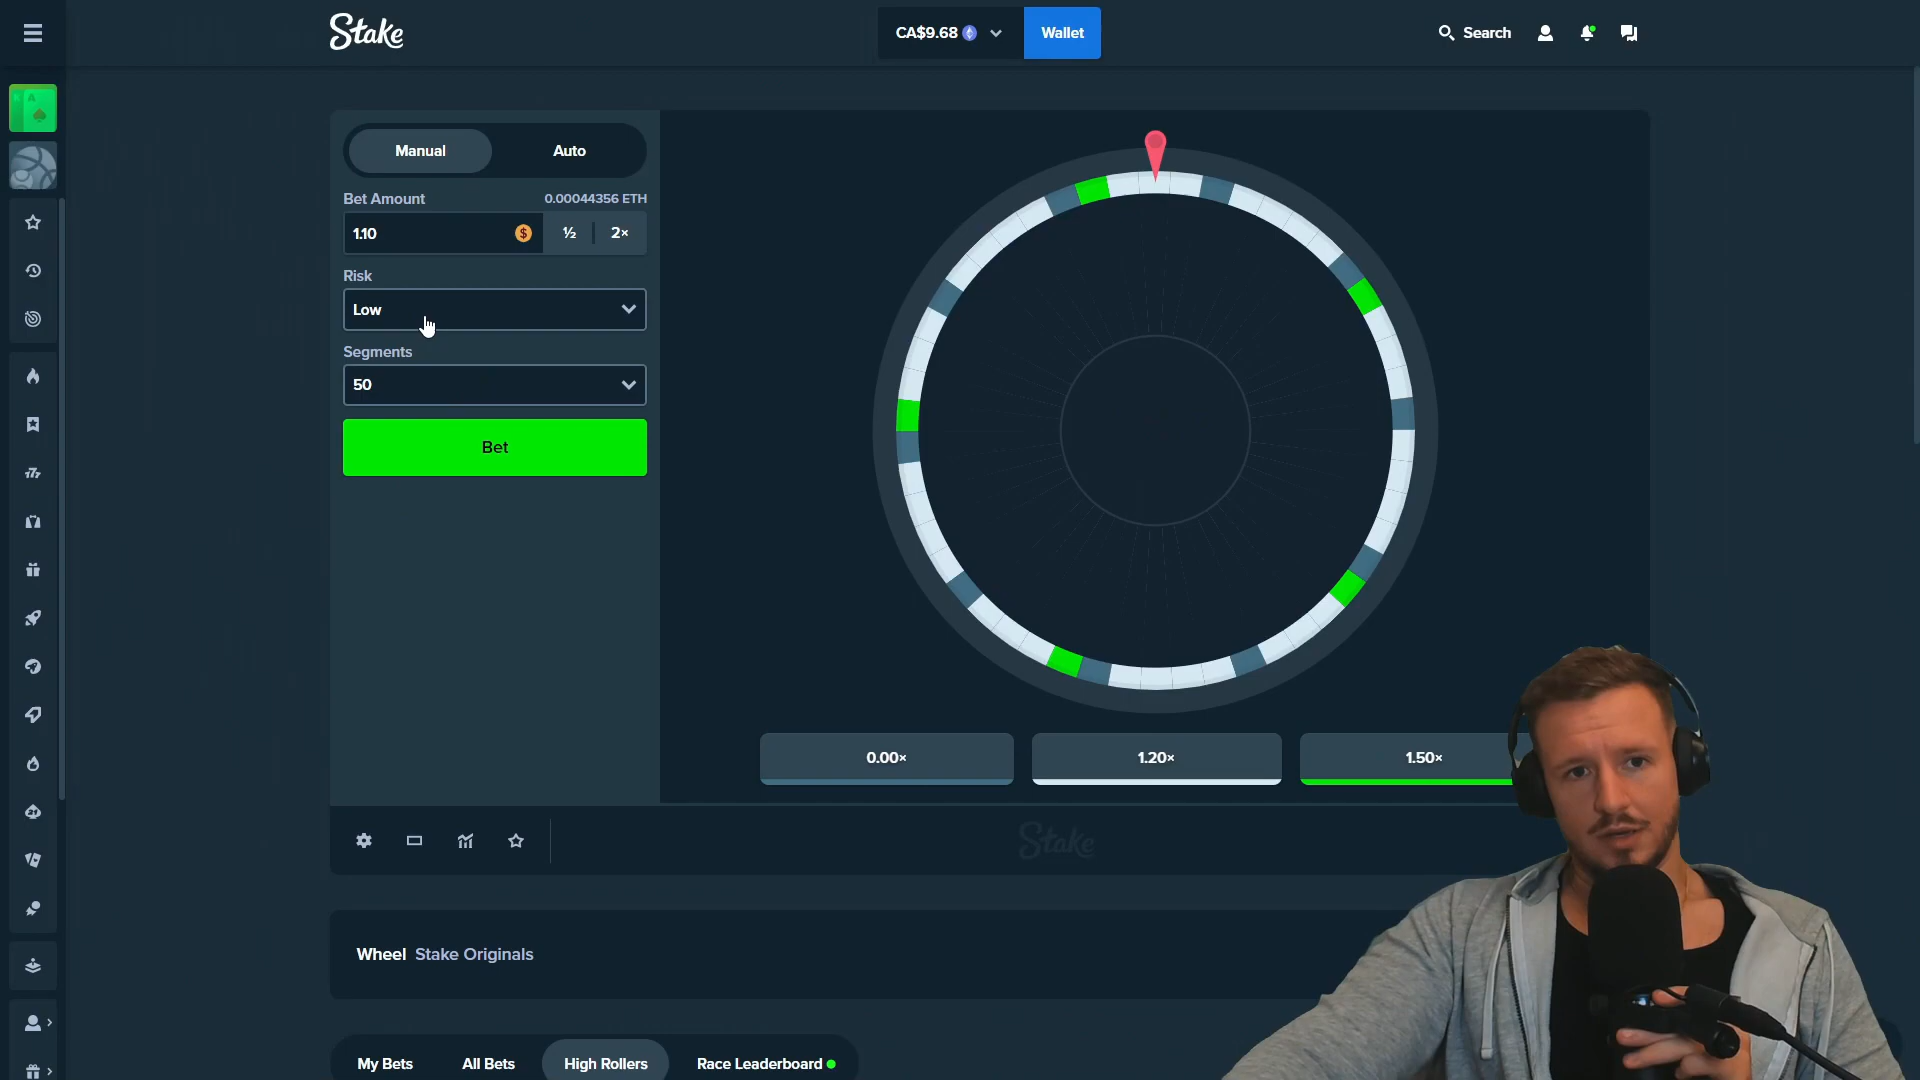 Stake
CA$9.68
Wallet
Search
Manual
Auto
Bet Amount
0.00044356 ETH
1.10
½
2×
Risk
Low
Segments
50
Bet
0.00×
1.20×
1.50×
Stake
Wheel Stake Originals
My Bets
All Bets
High Rollers
Race Leaderboard